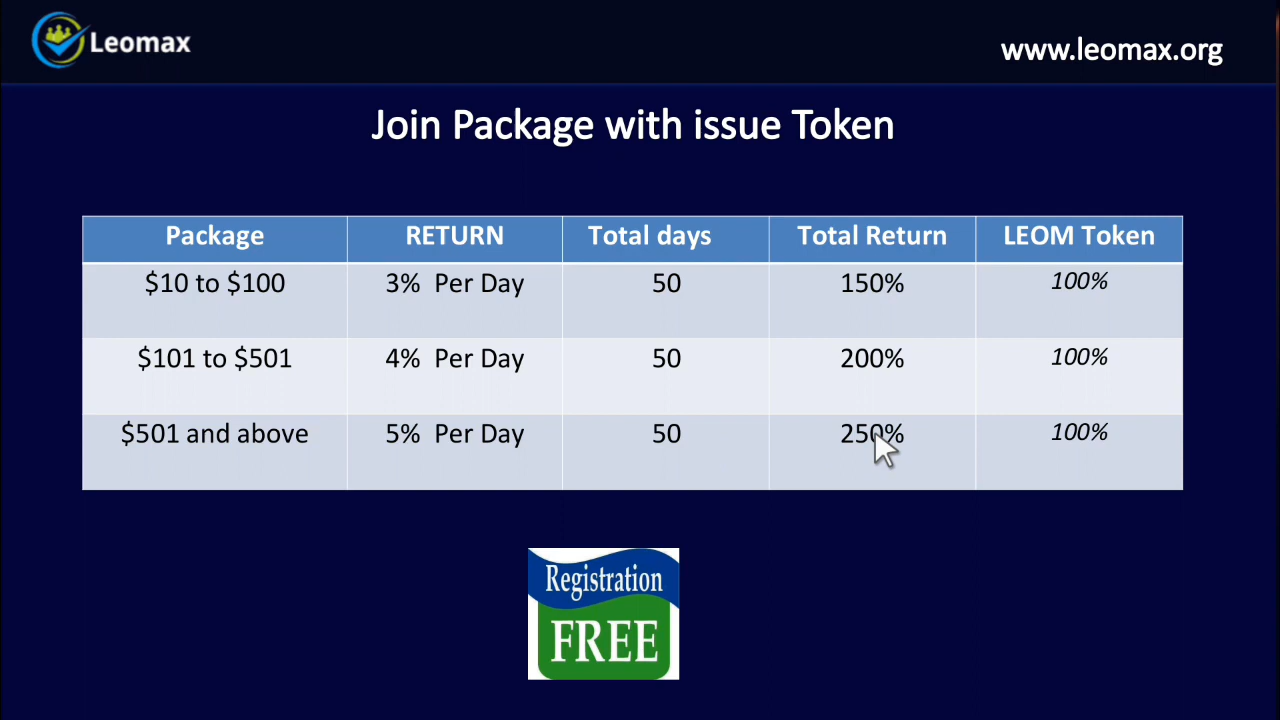 Leomax
www.leomax.org
Join Package with issue Token
Package RETURN Total days Total Return LEOM Token
$10 to $100 3% Per Day 50 150% 100%
$101 to $501 4% Per Day 50 200% 100%
$501 and above 5% Per Day 50 250% 100%
Registration
FREE